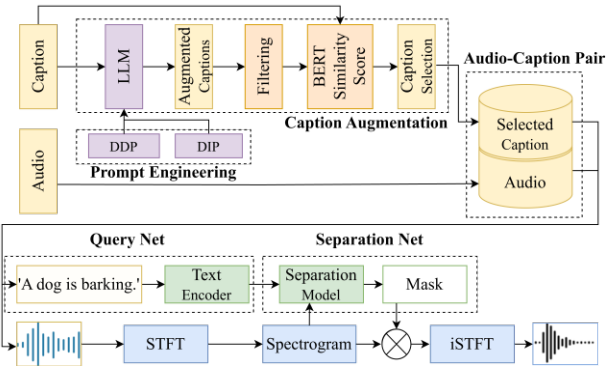 Caption
LLM
Augmented
Captions
Filtering
BERT
Similarity
Score
Caption
Selection
Audio-Caption Pair
Selected
Caption
Audio
Caption Augmentation
DDP
DIP
Prompt Engineering
Audio
Query Net
Separation Net
'A dog is barking.'
Text
Encoder
Separation
Model
Mask
STFT
Spectrogram
iSTFT